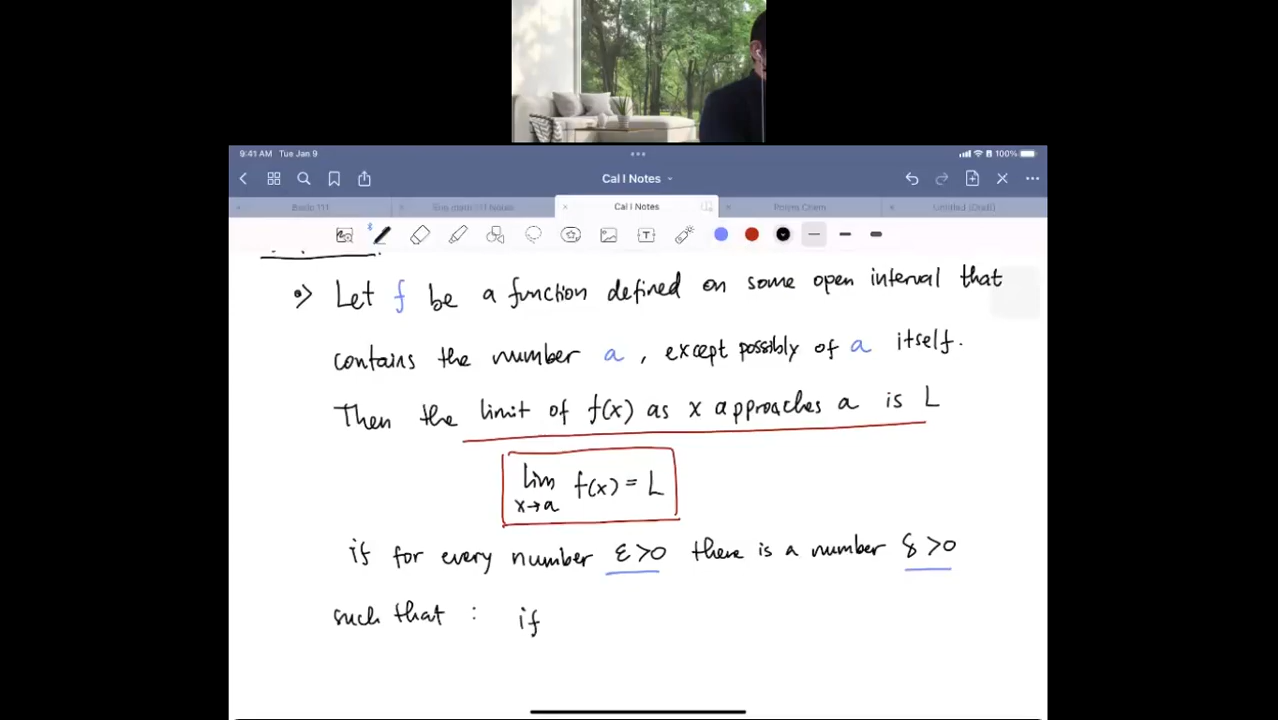 9:41 AM Tue Jan 9
100%
Cal I Notes
Cal I Notes
Let f be a function defined on some open interval that
contains the number a , except possibly of a itself.
Then the limit of f(x) as x approaches a is L
lim f(x) = L
x→a
if for every number ε>0 there is a number δ>0
such that : if